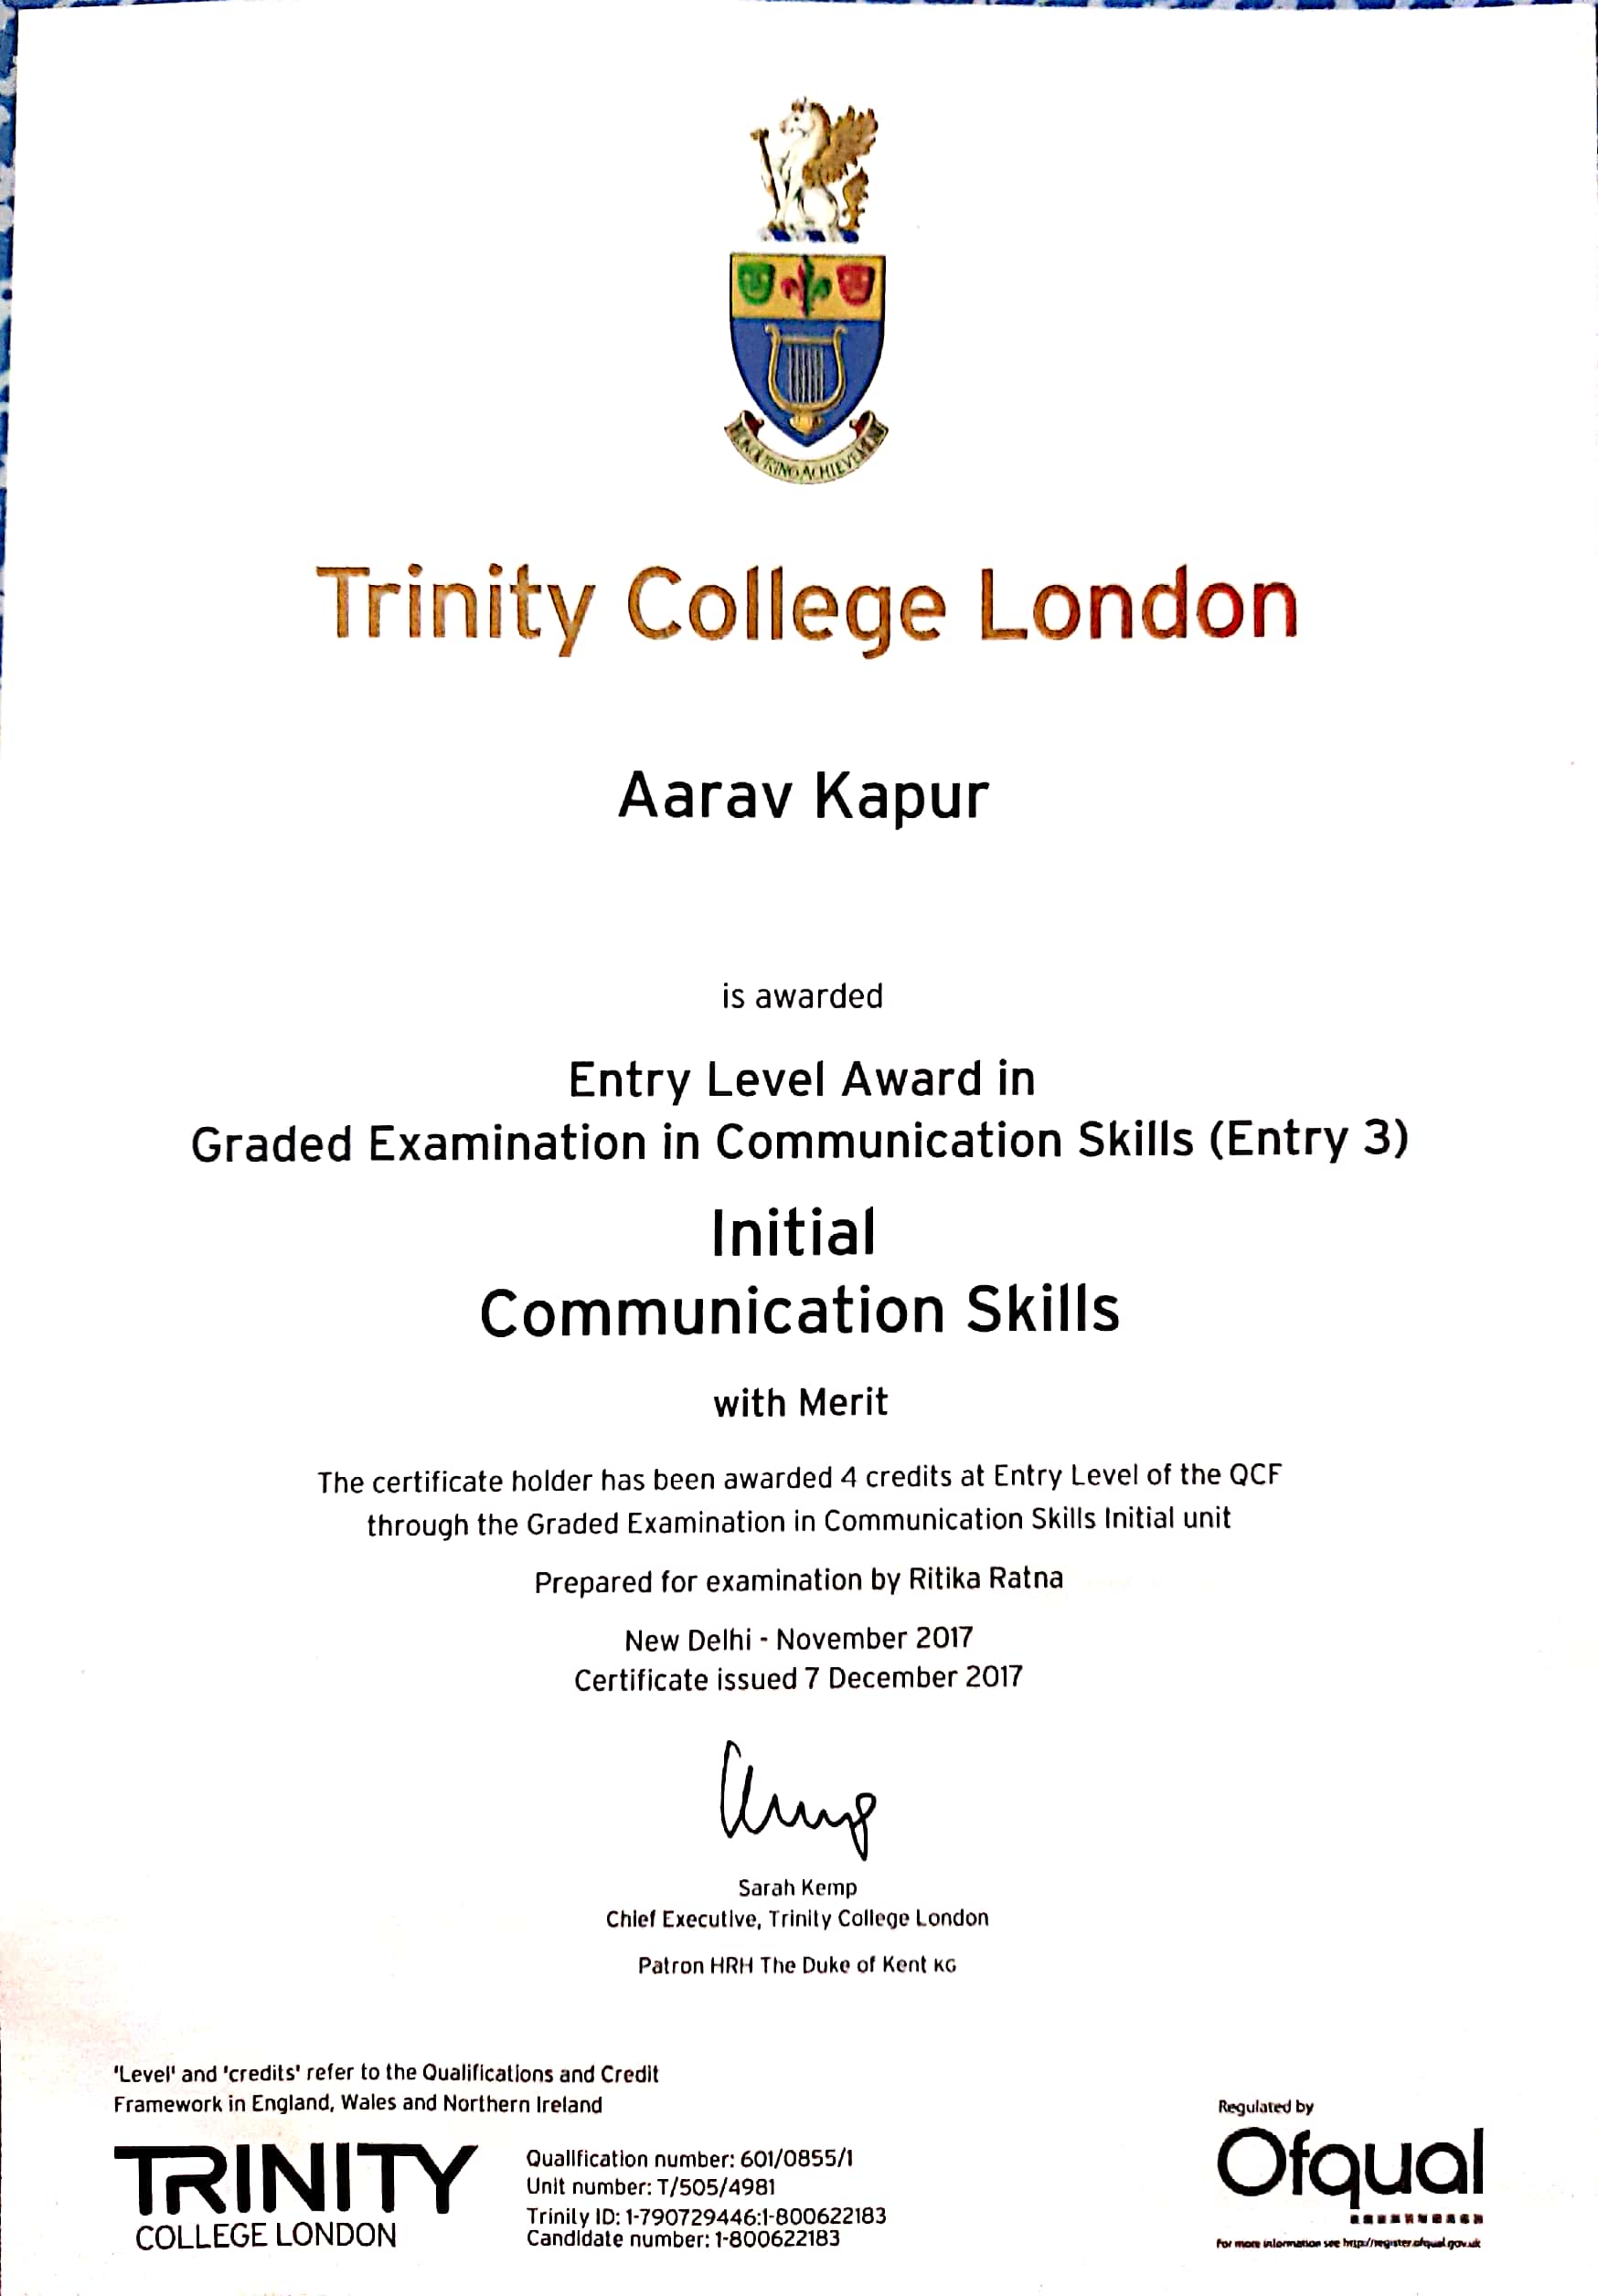 HONOURING ACHIEVEMENT
Trinity College London
Aarav Kapur
is awarded
Entry Level Award in
Graded Examination in Communication Skills (Entry 3)
Initial
Communication Skills
with Merit
The certificate holder has been awarded 4 credits at Entry Level of the QCF
through the Graded Examination in Communication Skills Initial unit
Prepared for examination by Ritika Ratna
New Delhi - November 2017
Certificate issued 7 December 2017
Sarah Kemp
Chief Executive, Trinity College London
Patron HRH The Duke of Kent KG
'Level' and 'credits' refer to the Qualifications and Credit
Framework in England, Wales and Northern Ireland
TRINITY
COLLEGE LONDON
Qualification number: 601/0855/1
Unit number: T/505/4981
Trinity ID: 1-790729446:1-800622183
Candidate number: 1-800622183
Regulated by
Ofqual
For more information see http://register.ofqual.gov.uk